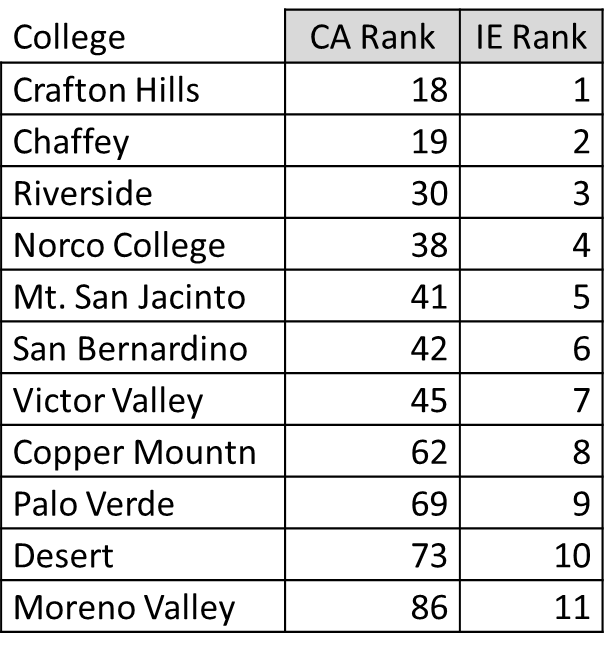 College CA Rank IE Rank
Crafton Hills 18 1
Chaffey 19 2
Riverside 30 3
Norco College 38 4
Mt. San Jacinto 41 5
San Bernardino 42 6
Victor Valley 45 7
Copper Mountn 62 8
Palo Verde 69 9
Desert 73 10
Moreno Valley 86 11